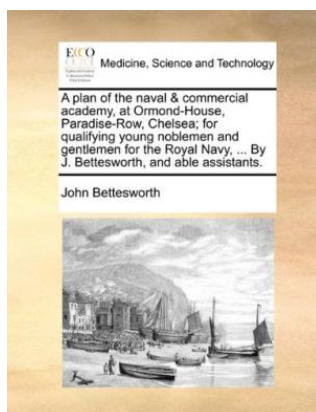 ECCO
Medicine, Science and Technology
A plan of the naval & commercial
academy, at Ormond-House,
Paradise-Row, Chelsea; for
qualifying young noblemen and
gentlemen for the Royal Navy, ... By
J. Bettesworth, and able assistants.
John Bettesworth